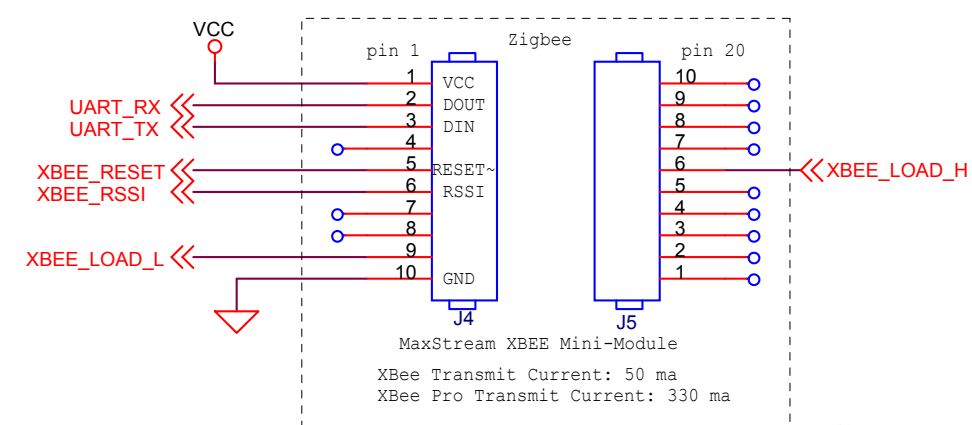 VCC
Zigbee
pin 1
pin 20
1 VCC
2 DOUT
3 DIN
4
5 RESET~
6 RSSI
7
8
9
10 GND
UART_RX
UART_TX
XBEE_RESET
XBEE_RSSI
XBEE_LOAD_L
10
9
8
7
6
5
4
3
2
1
XBEE_LOAD_H
J4
J5
MaxStream XBEE Mini-Module
XBee Transmit Current: 50 ma
XBee Pro Transmit Current: 330 ma